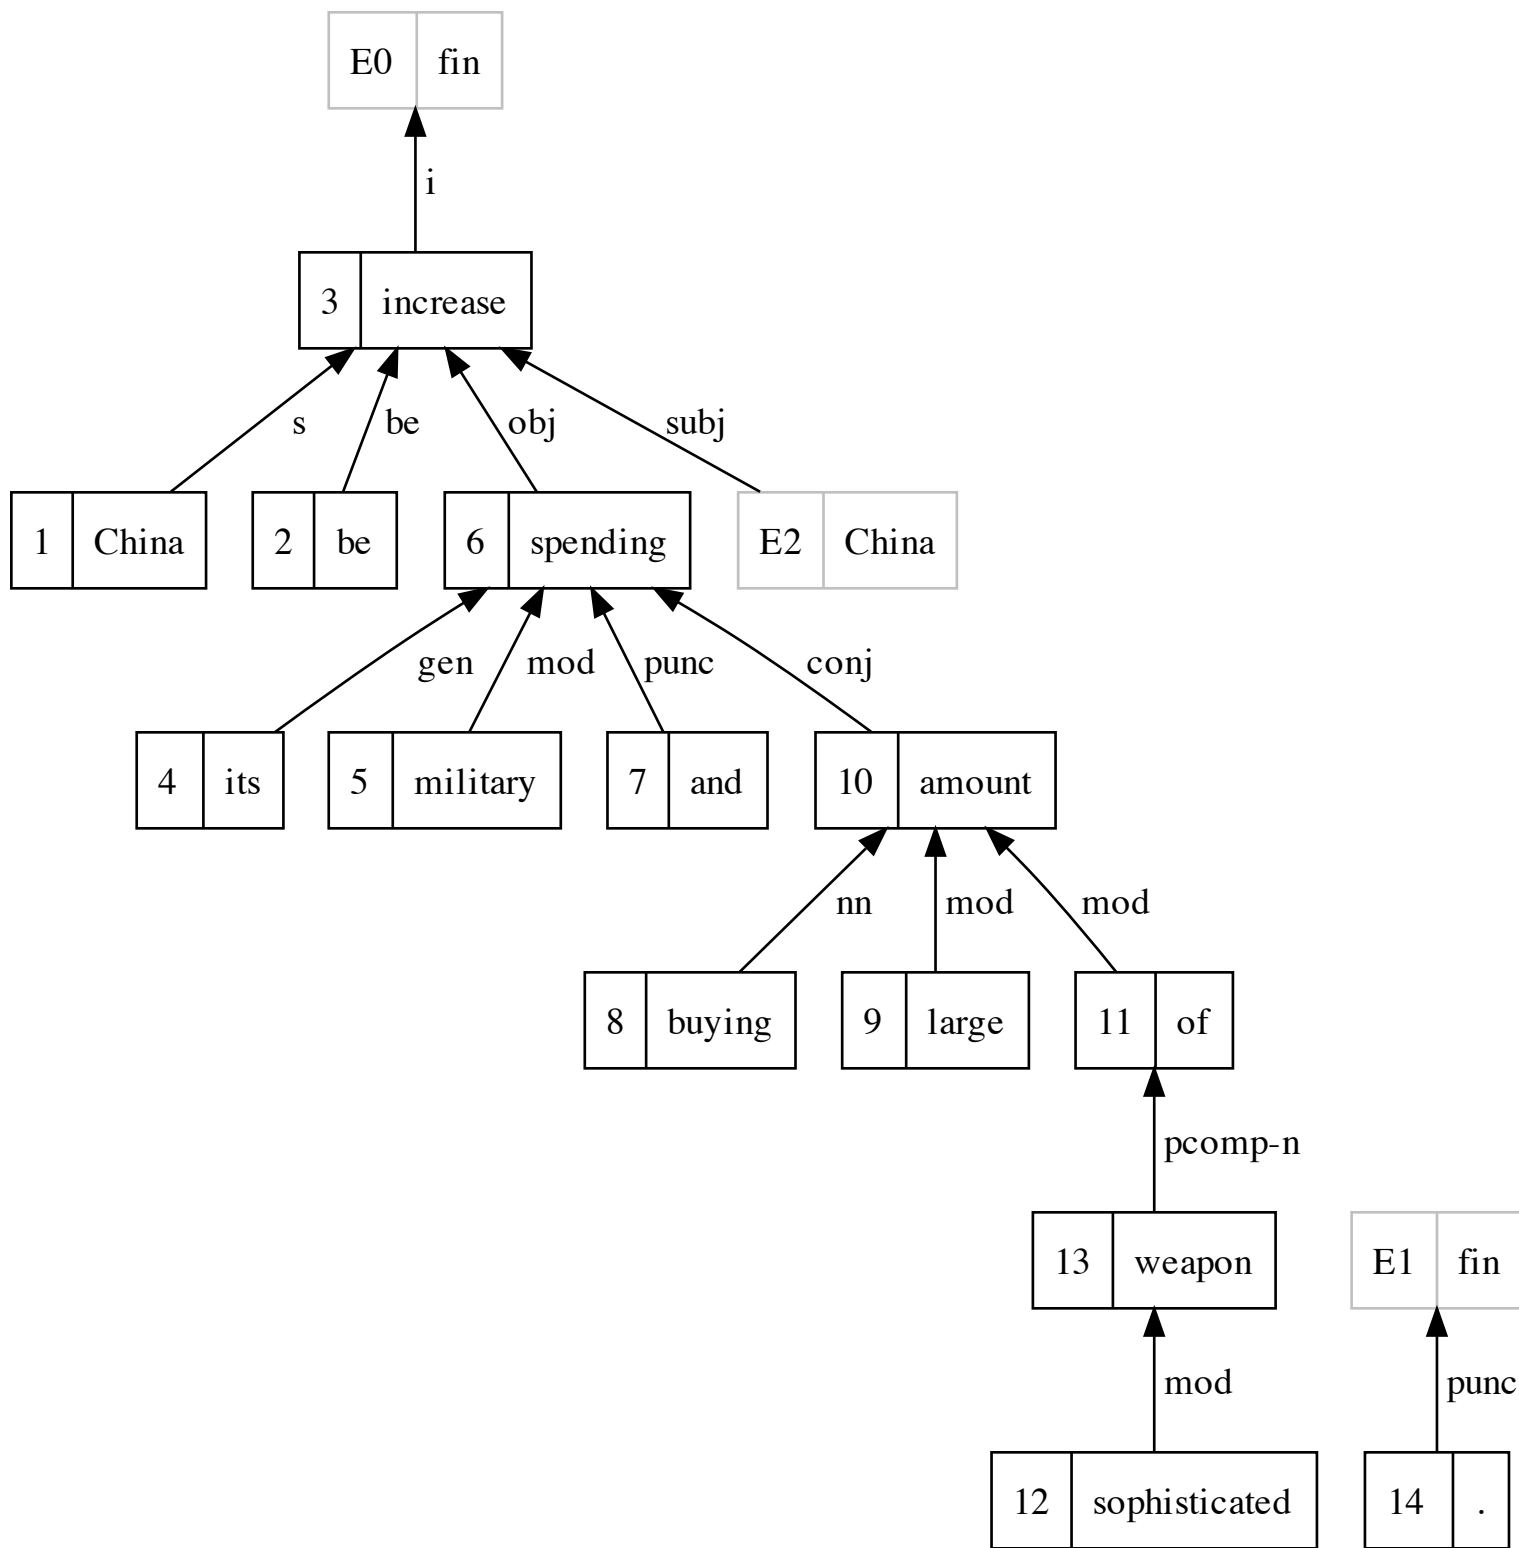 E0 fin
i
3 increase
s be obj subj
1 China 2 be 6 spending E2 China
gen mod punc conj
4 its 5 military 7 and 10 amount
nn mod mod
8 buying 9 large 11 of
pcomp-n
13 weapon E1 fin
mod punc
12 sophisticated 14 .